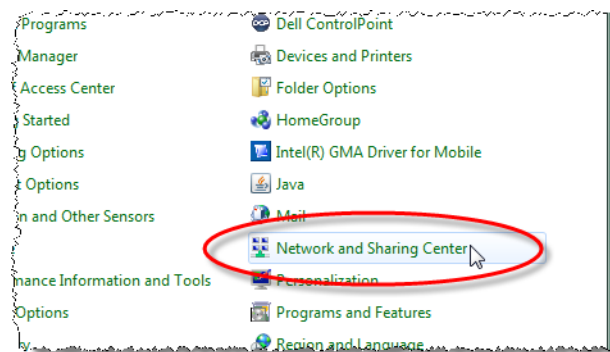 Programs
Dell ControlPoint
Manager
Devices and Printers
Access Center
Folder Options
Started
HomeGroup
g Options
Intel(R) GMA Driver for Mobile
t Options
Java
n and Other Sensors
Mail
Network and Sharing Center
mance Information and Tools
Personalization
Options
Programs and Features
Region and Language